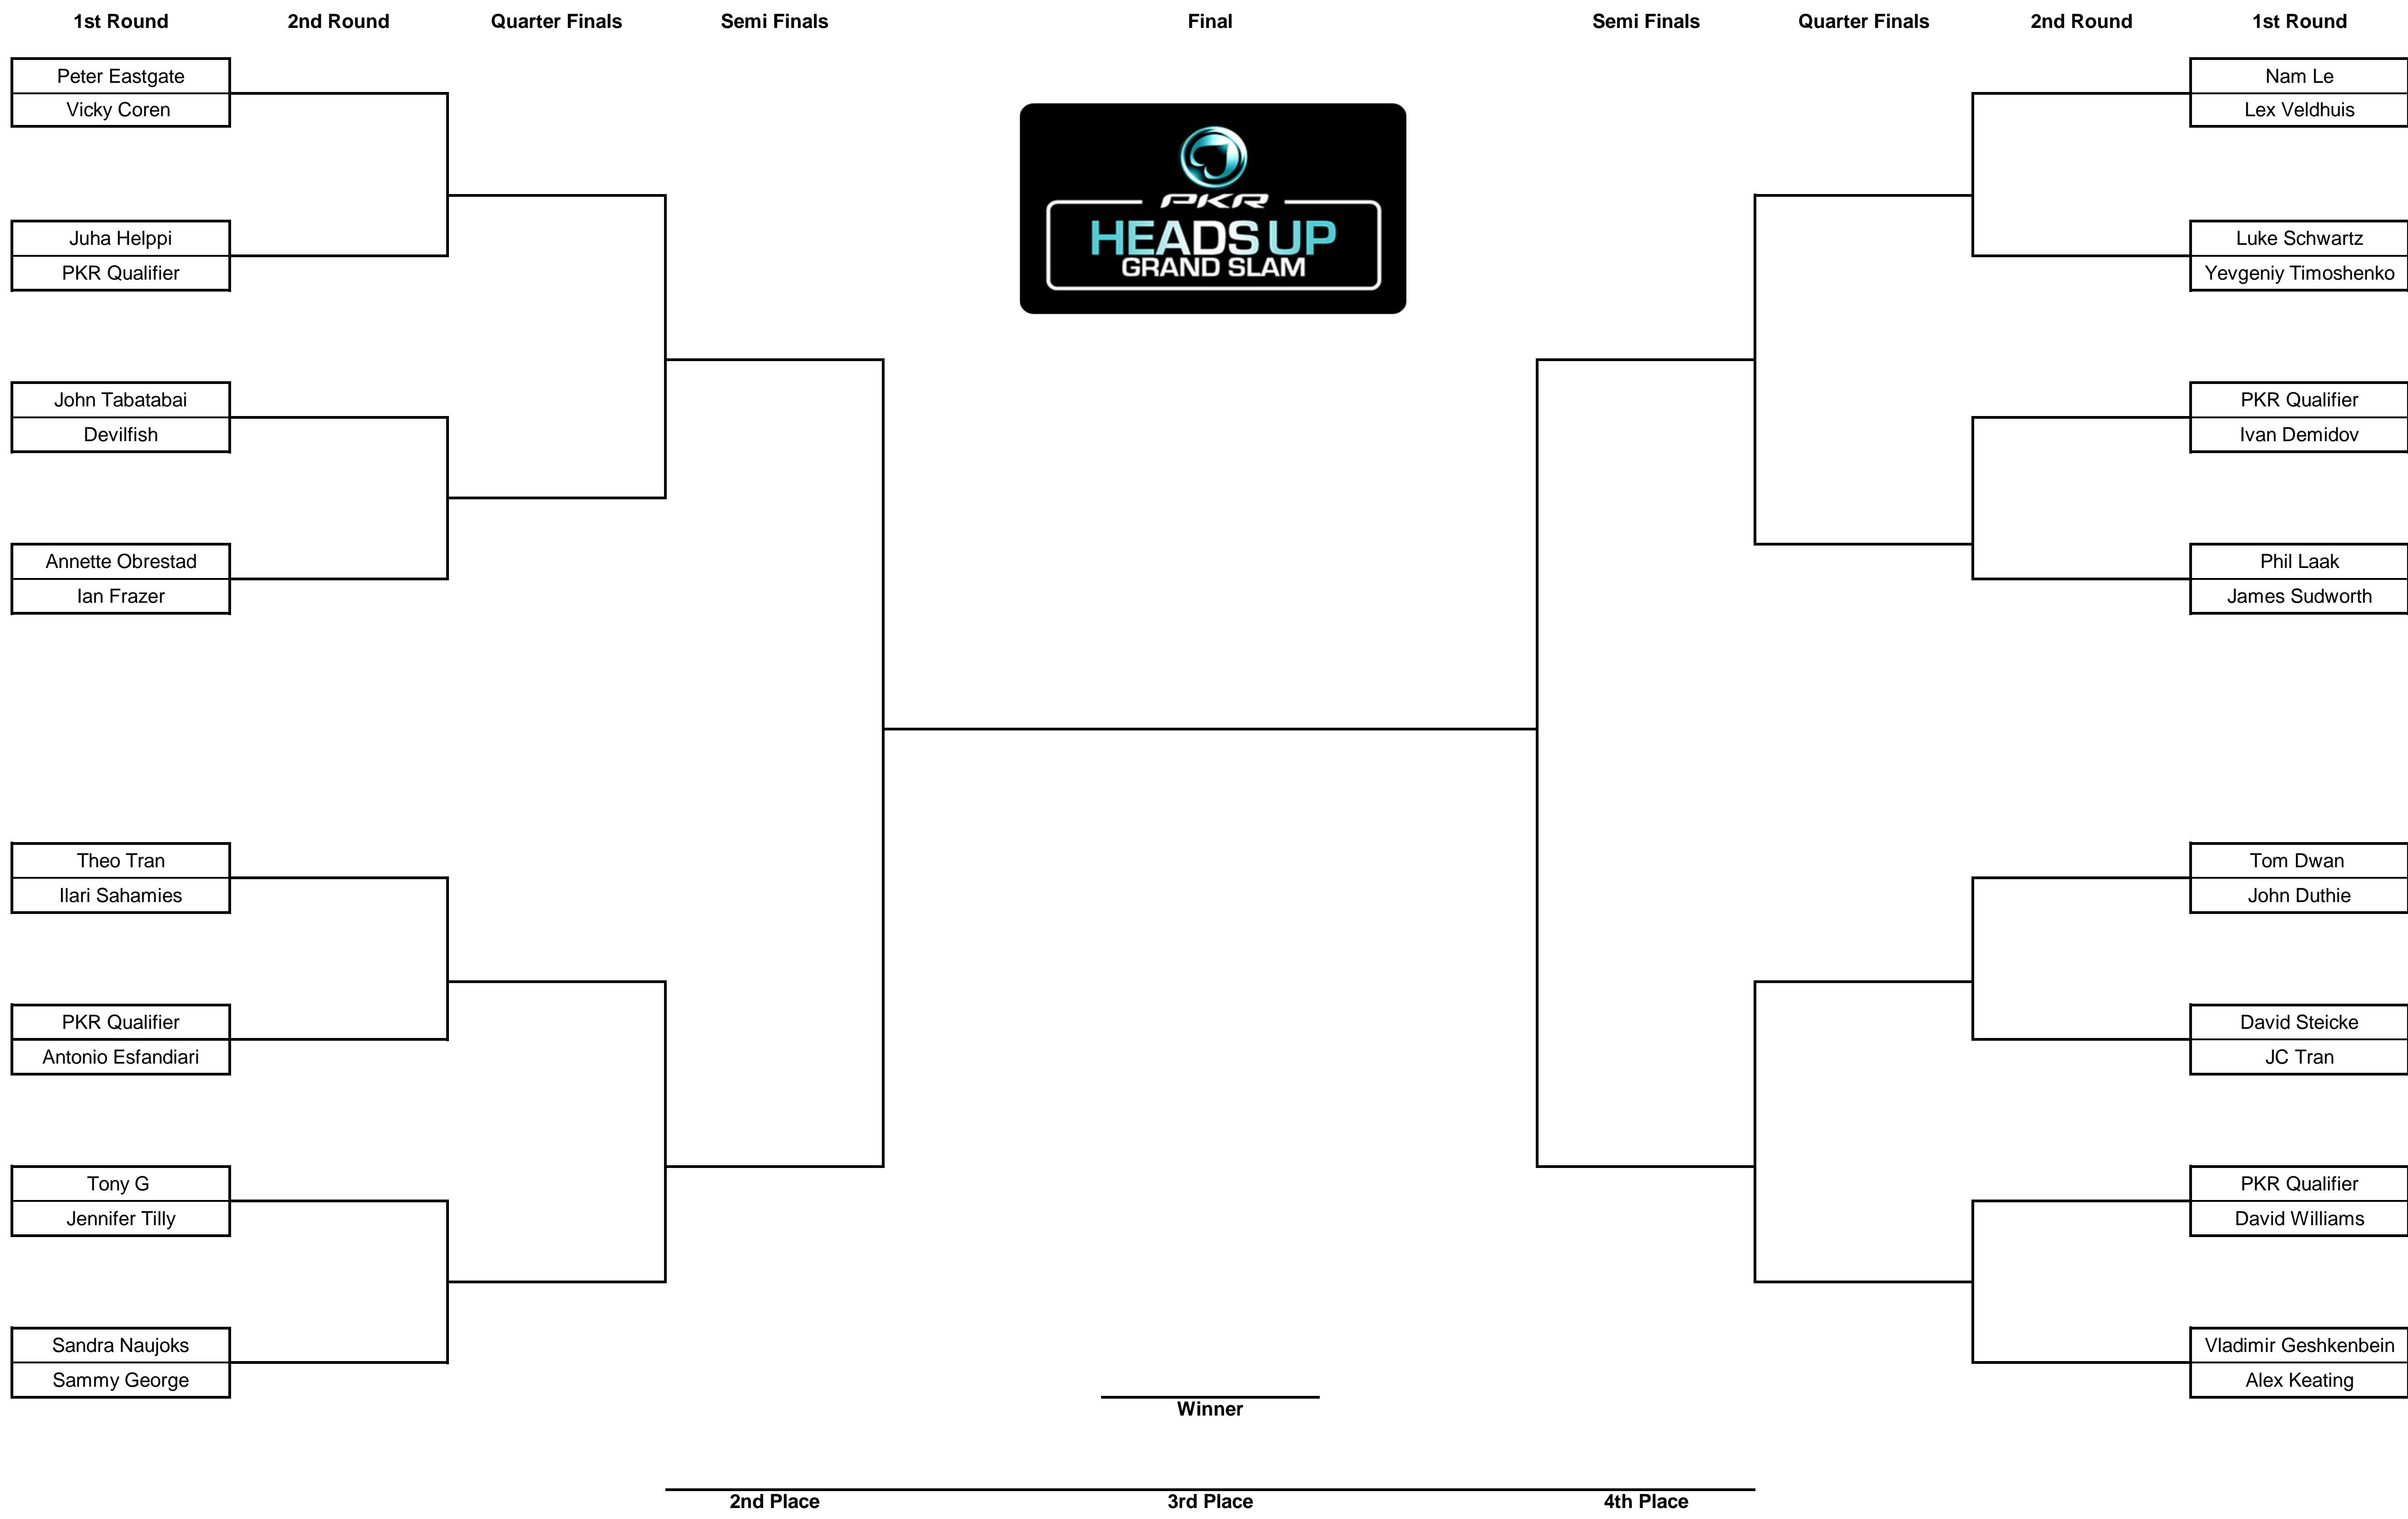 1st Round 2nd Round Quarter Finals Semi Finals Final Semi Finals Quarter Finals 2nd Round 1st Round
Peter Eastgate
Vicky Coren
Juha Helppi
PKR Qualifier
John Tabatabai
Devilfish
Annette Obrestad
Ian Frazer
Theo Tran
Ilari Sahamies
PKR Qualifier
Antonio Esfandiari
Tony G
Jennifer Tilly
Sandra Naujoks
Sammy George
PKR
HEADS UP
GRAND SLAM
Nam Le
Lex Veldhuis
Luke Schwartz
Yevgeniy Timoshenko
PKR Qualifier
Ivan Demidov
Phil Laak
James Sudworth
Tom Dwan
John Duthie
David Steicke
JC Tran
PKR Qualifier
David Williams
Vladimir Geshkenbein
Alex Keating
Winner
2nd Place 3rd Place 4th Place